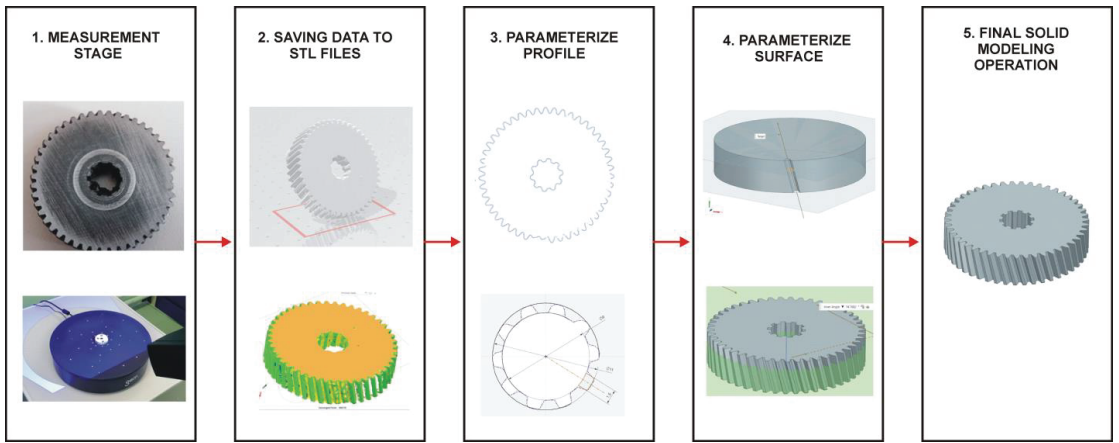 1. MEASUREMENT
STAGE
2. SAVING DATA TO
STL FILES
3. PARAMETERIZE
PROFILE
4. PARAMETERIZE
SURFACE
5. FINAL SOLID
MODELING
OPERATION